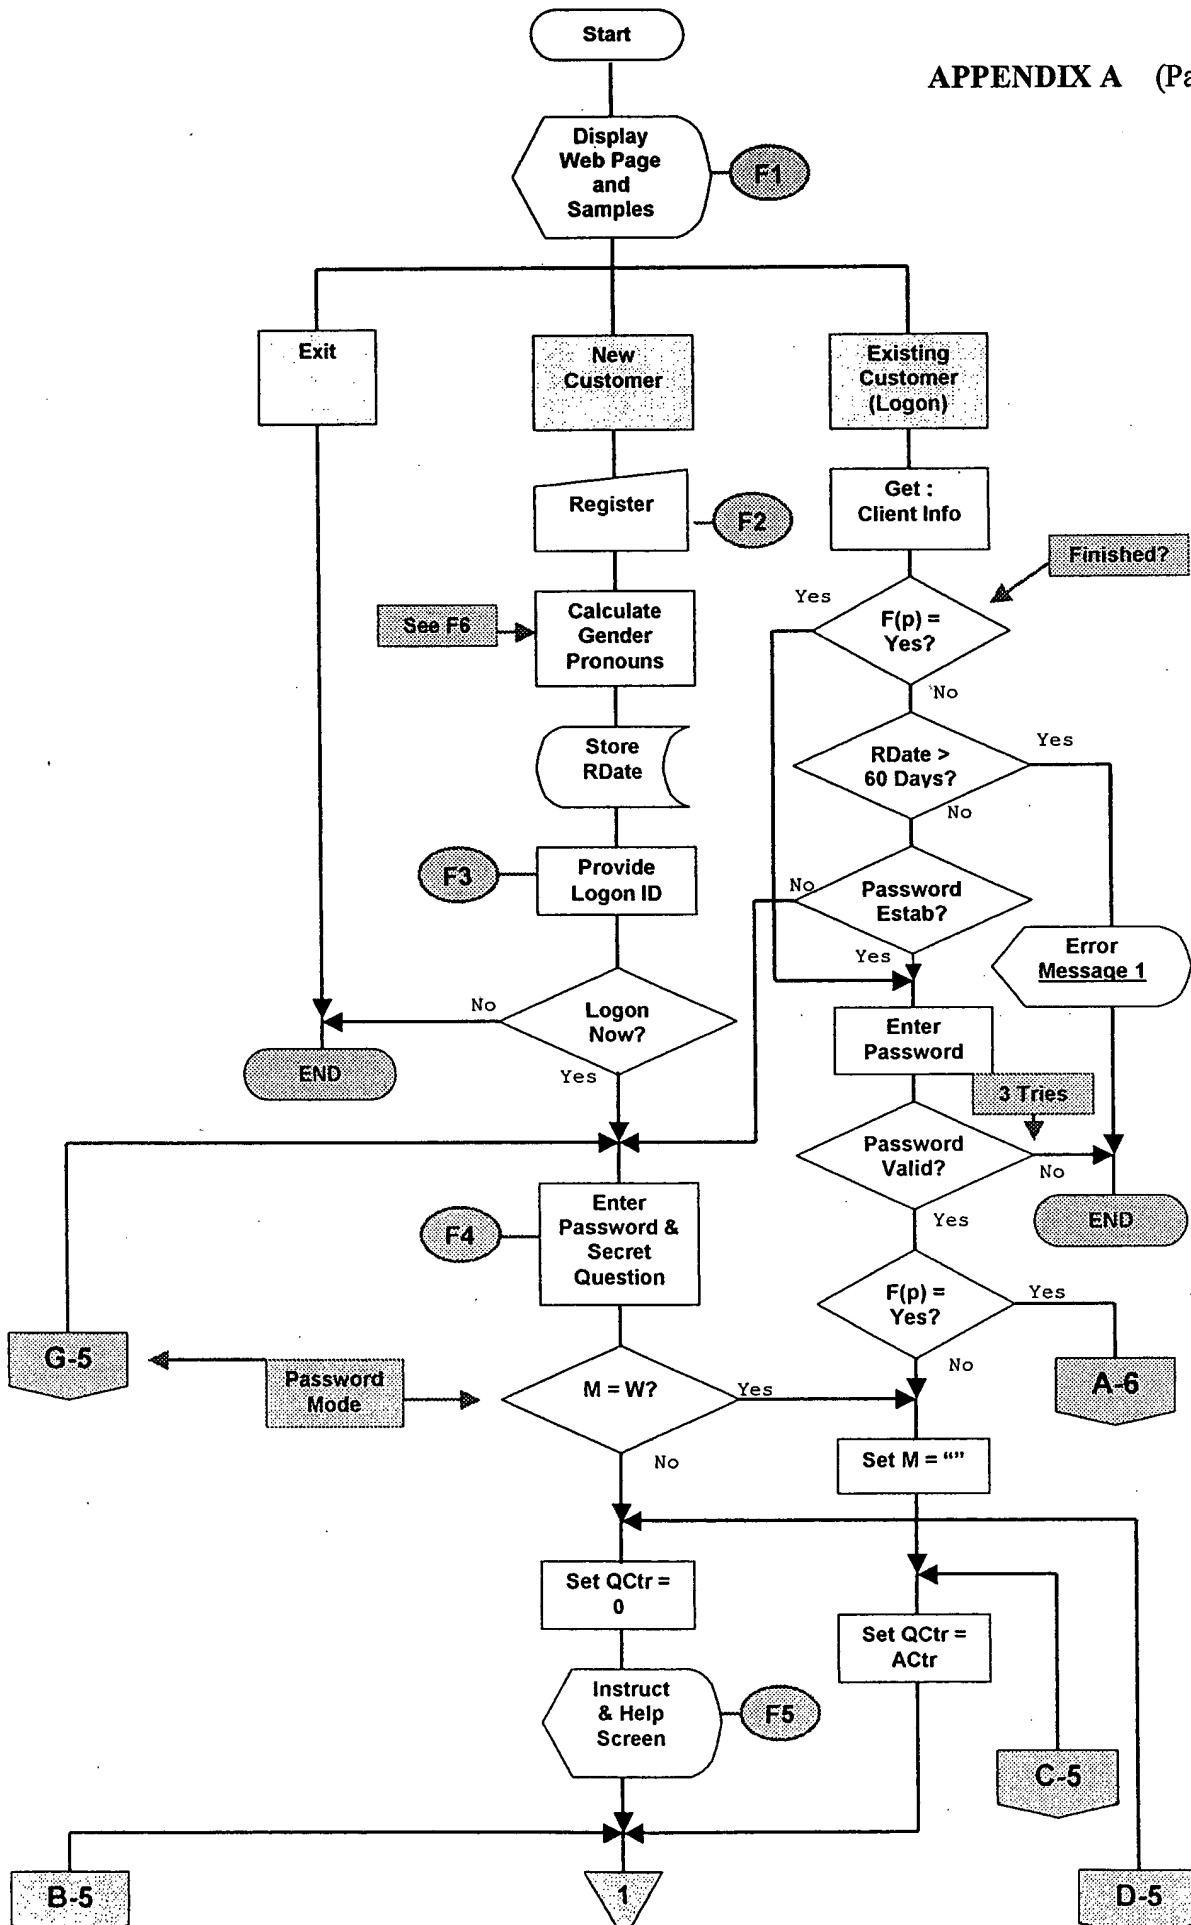 Start
APPENDIX A (Pa
Display
Web Page
and
Samples
F1
Exit
New
Customer
Existing
Customer
(Logon)
Register
F2
Get :
Client Info
Finished?
See F6
Calculate
Gender
Pronouns
Yes
F(p) =
Yes?
No
Store
RDate
RDate >
60 Days?
Yes
No
F3
Provide
Logon ID
No
Password
Estab?
Yes
Error
Message 1
No
Logon
Now?
Yes
END
Enter
Password
3 Tries
Password
Valid?
No
Yes
END
F4
Enter
Password &
Secret
Question
F(p) =
Yes?
Yes
No
G-5
Password
Mode
M = W?
Yes
No
A-6
Set M = “”
Set QCtr =
0
Set QCtr =
ACtr
Instruct
& Help
Screen
F5
C-5
B-5
1
D-5